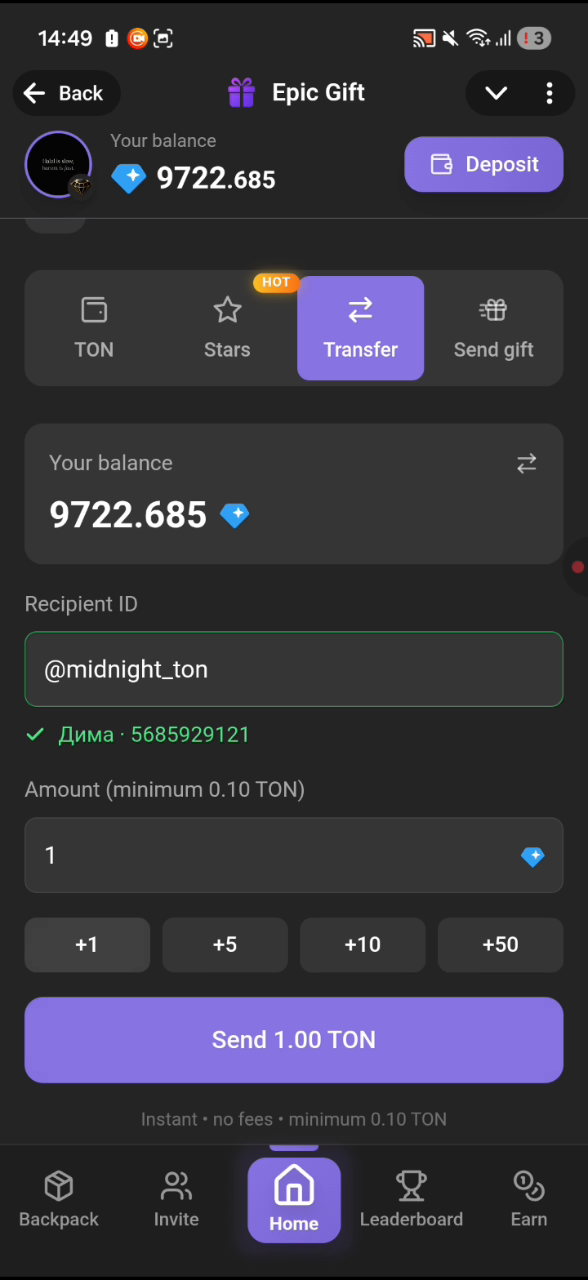 14:49
3
Back
Epic Gift
Your balance
9722.685
Deposit
HOT
TON
Stars
Transfer
Send gift
Your balance
9722.685
Recipient ID
@midnight_ton
Дима · 5685929121
Amount (minimum 0.10 TON)
1
+1
+5
+10
+50
Send 1.00 TON
Instant • no fees • minimum 0.10 TON
Backpack
Invite
Home
Leaderboard
Earn